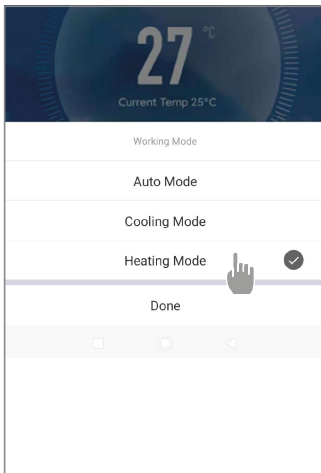 27 °C
Current Temp 25°C
Working Mode
Auto Mode
Cooling Mode
Heating Mode
Done